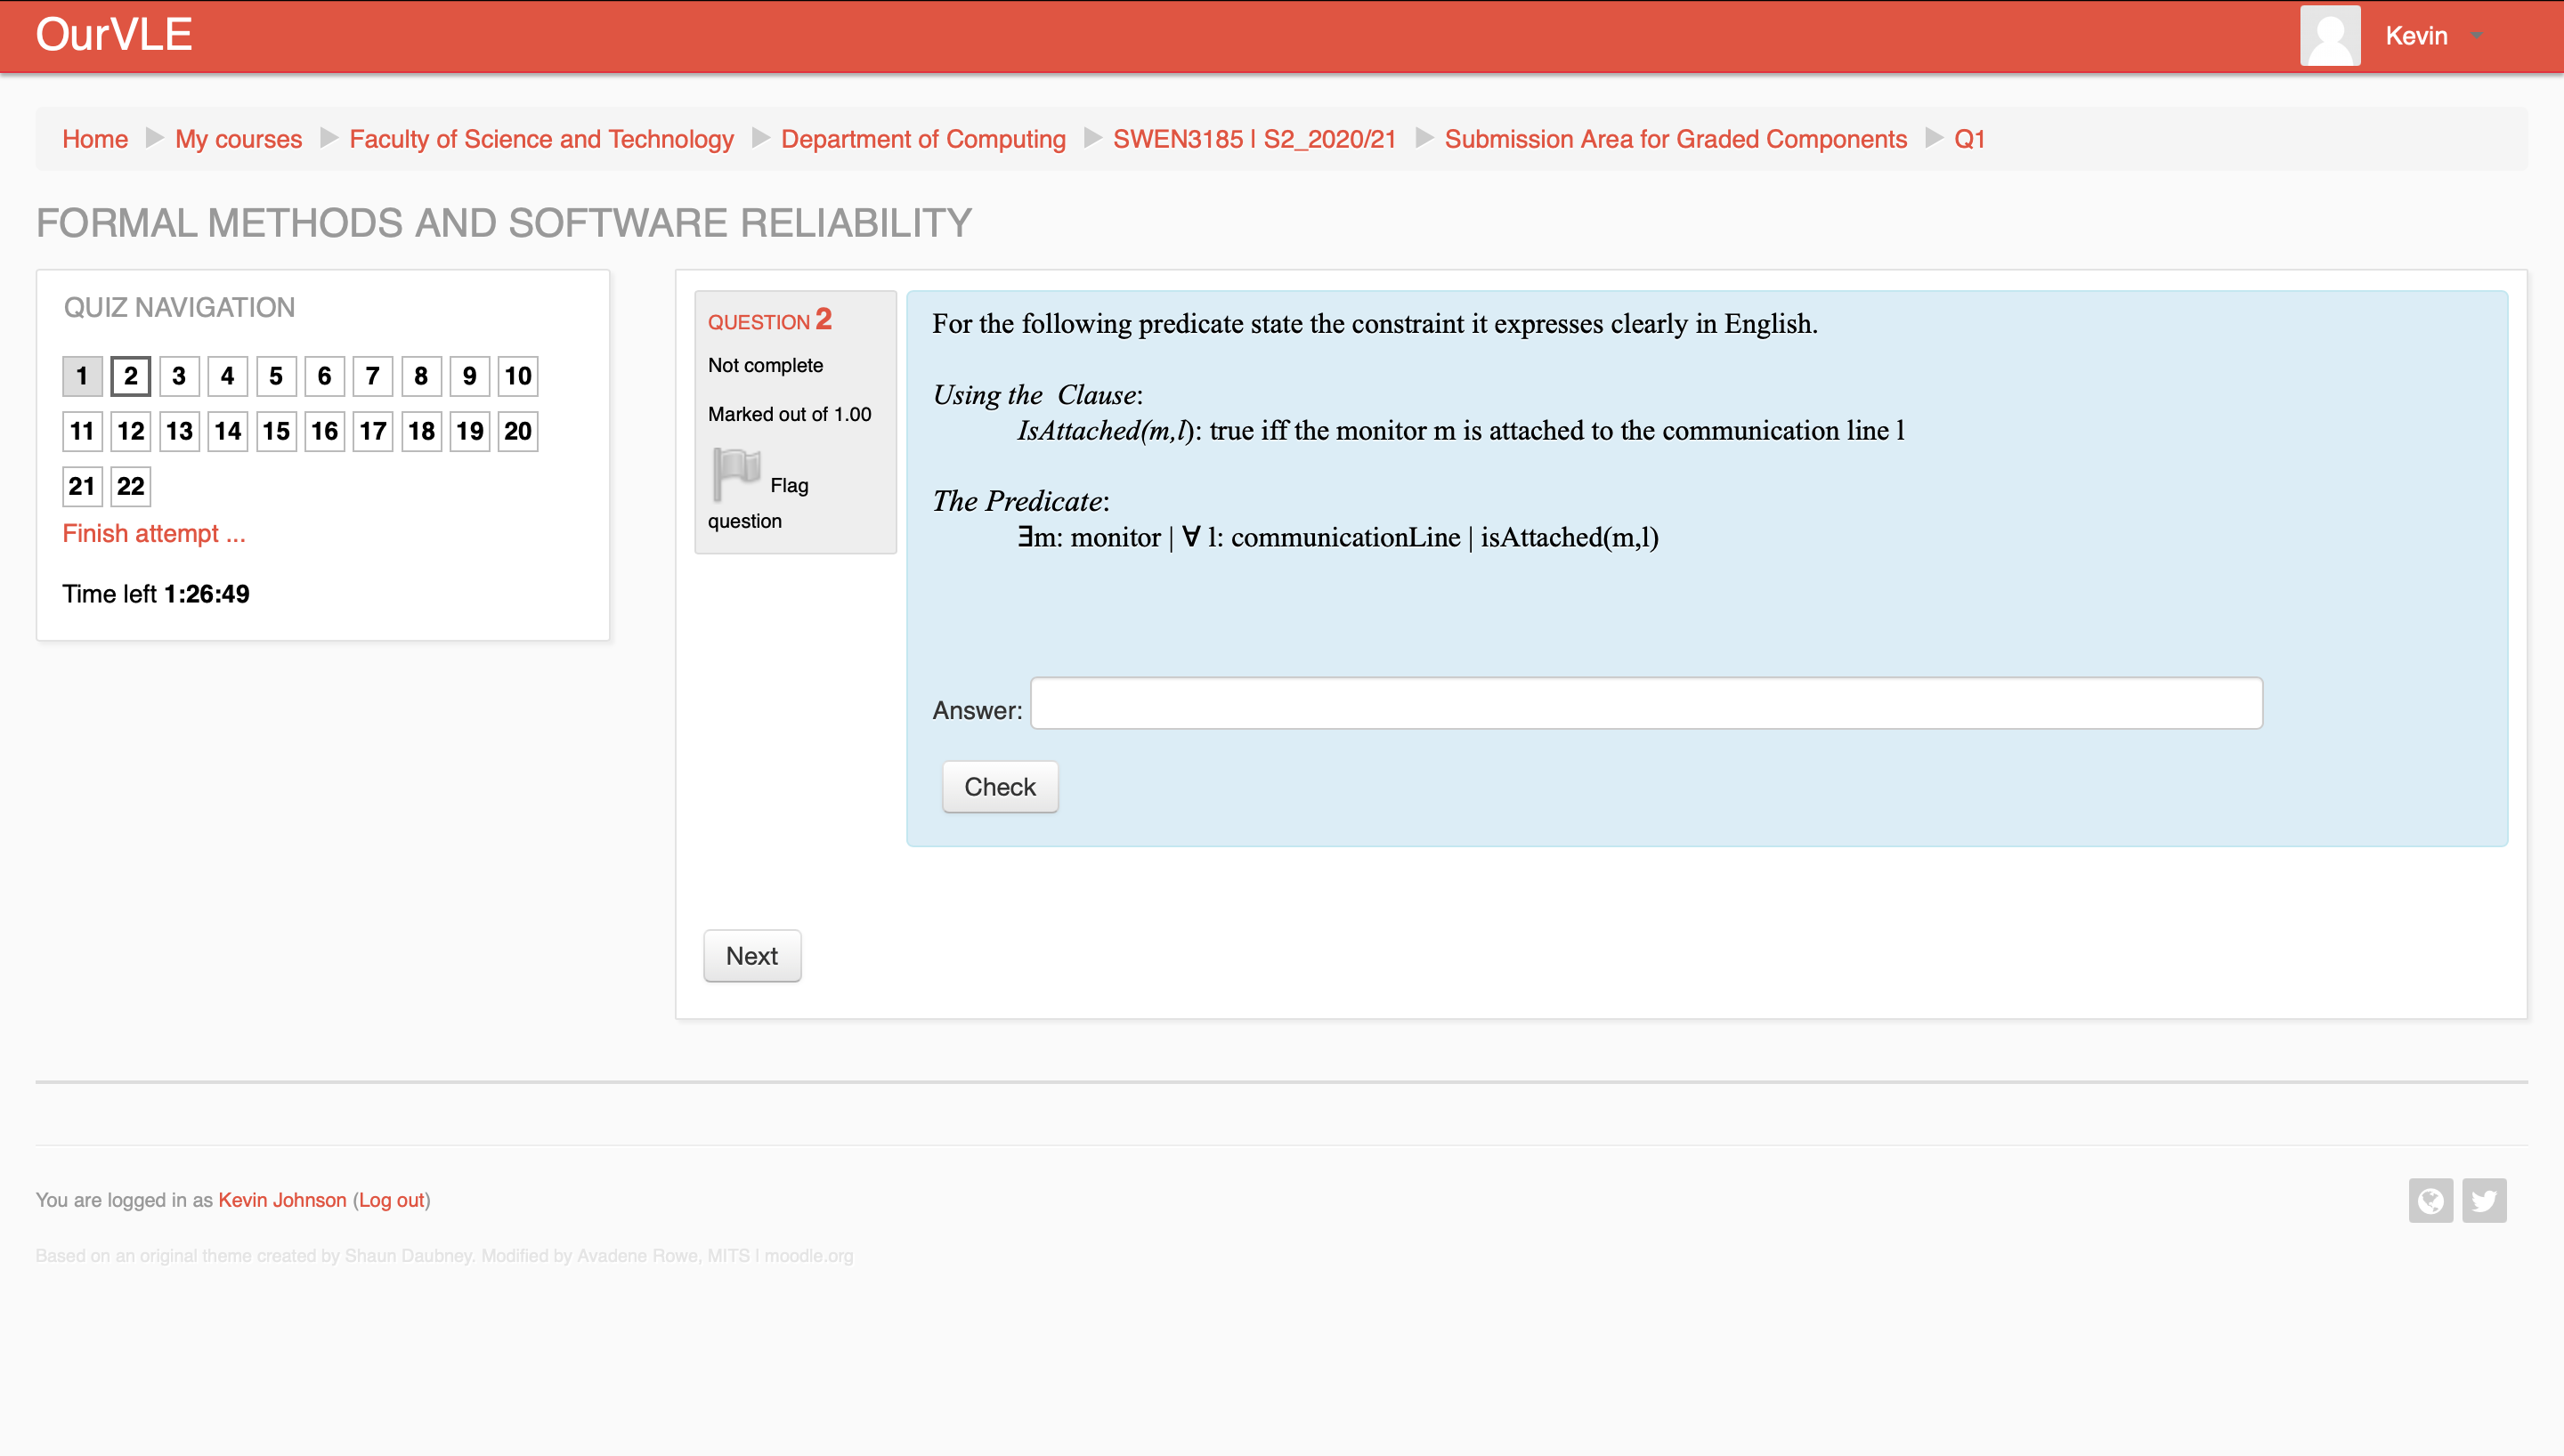 OurVLE
Kevin
Home My courses Faculty of Science and Technology Department of Computing SWEN3185 | S2_2020/21 Submission Area for Graded Components Q1
FORMAL METHODS AND SOFTWARE RELIABILITY
QUIZ NAVIGATION
1 2 3 4 5 6 7 8 9 10
11 12 13 14 15 16 17 18 19 20
21 22
Finish attempt ...
Time left 1:26:49
QUESTION 2
Not complete
Marked out of 1.00
Flag
question
For the following predicate state the constraint it expresses clearly in English.
Using the Clause:
IsAttached(m,l): true iff the monitor m is attached to the communication line l
The Predicate:
∃m: monitor | ∀ l: communicationLine | isAttached(m,l)
Answer:
Check
Next
You are logged in as Kevin Johnson (Log out)
Based on an original theme created by Shaun Daubney. Modified by Avadene Rowe, MITS | moodle.org